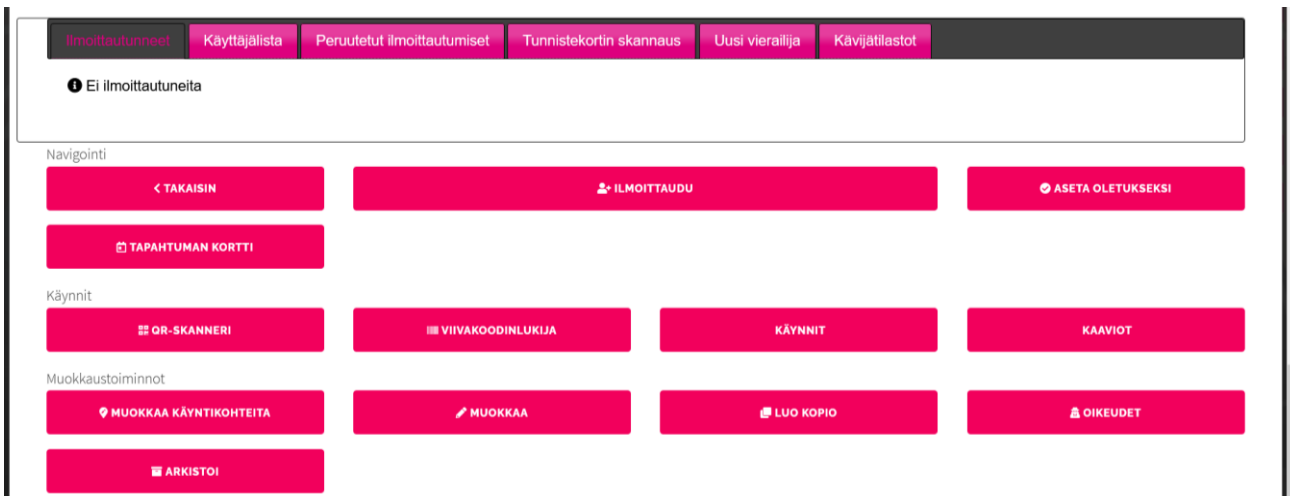 Ilmoittautunneet Käyttäjälista Peruutetut ilmoittautumiset Tunnistekortin skannaus Uusi vierailija Kävijätilastot
Ei ilmoittautuneita
Navigointi
TAKAISIN ILMOITTAUDU ASETA OLETUKSEKSI
TAPAHTUMAN KORTTI
Käynnit
QR-SKANNERI VIIVAKOODINLUKIJA KÄYNNIT KAAVIOT
Muokkaustoiminnot
MUOKKAA KÄYNTIKOHTEITA MUOKKAA LUO KOPIO OIKEUDET
ARKISTOI